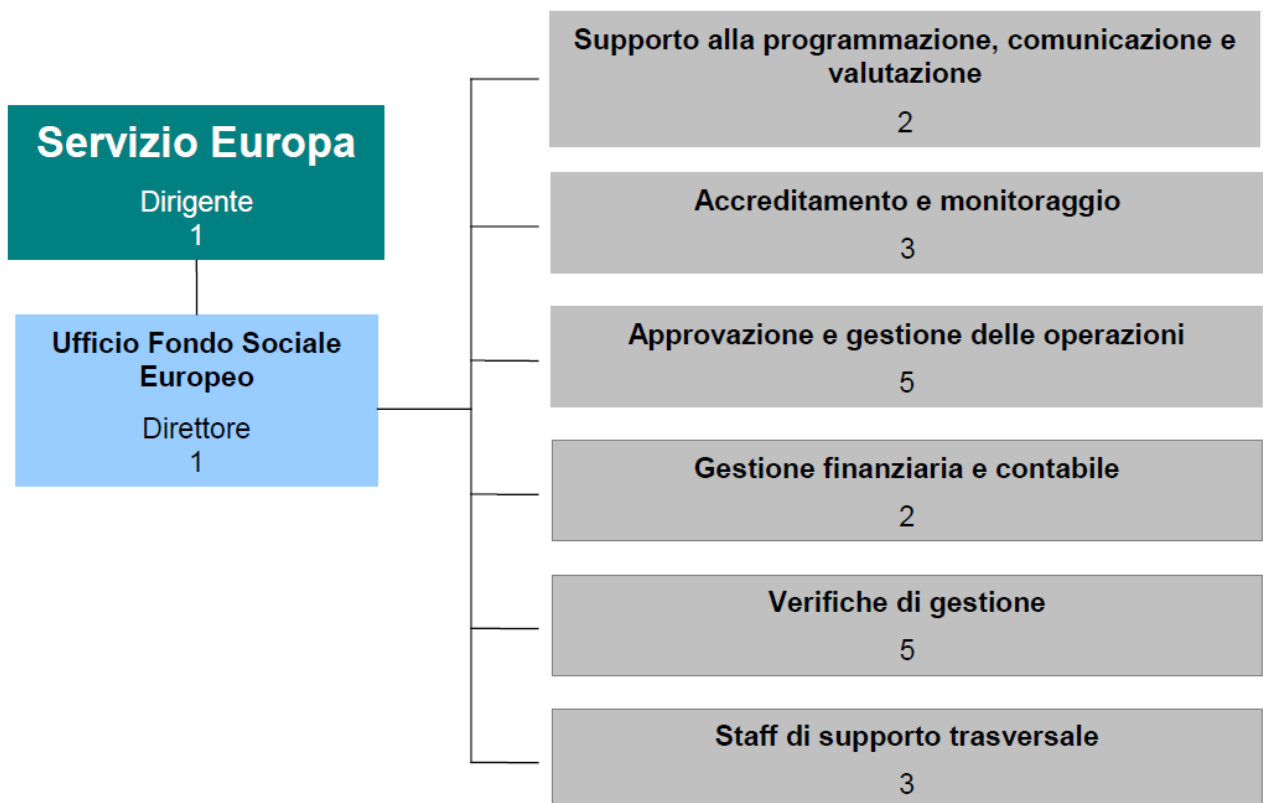 Servizio Europa
Dirigente
1
Ufficio Fondo Sociale
Europeo
Direttore
1
Supporto alla programmazione, comunicazione e
valutazione
2
Accreditamento e monitoraggio
3
Approvazione e gestione delle operazioni
5
Gestione finanziaria e contabile
2
Verifiche di gestione
5
Staff di supporto trasversale
3